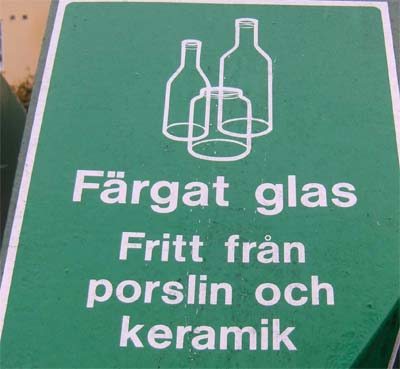 Färgat glas
Fritt från
porslin och
keramik